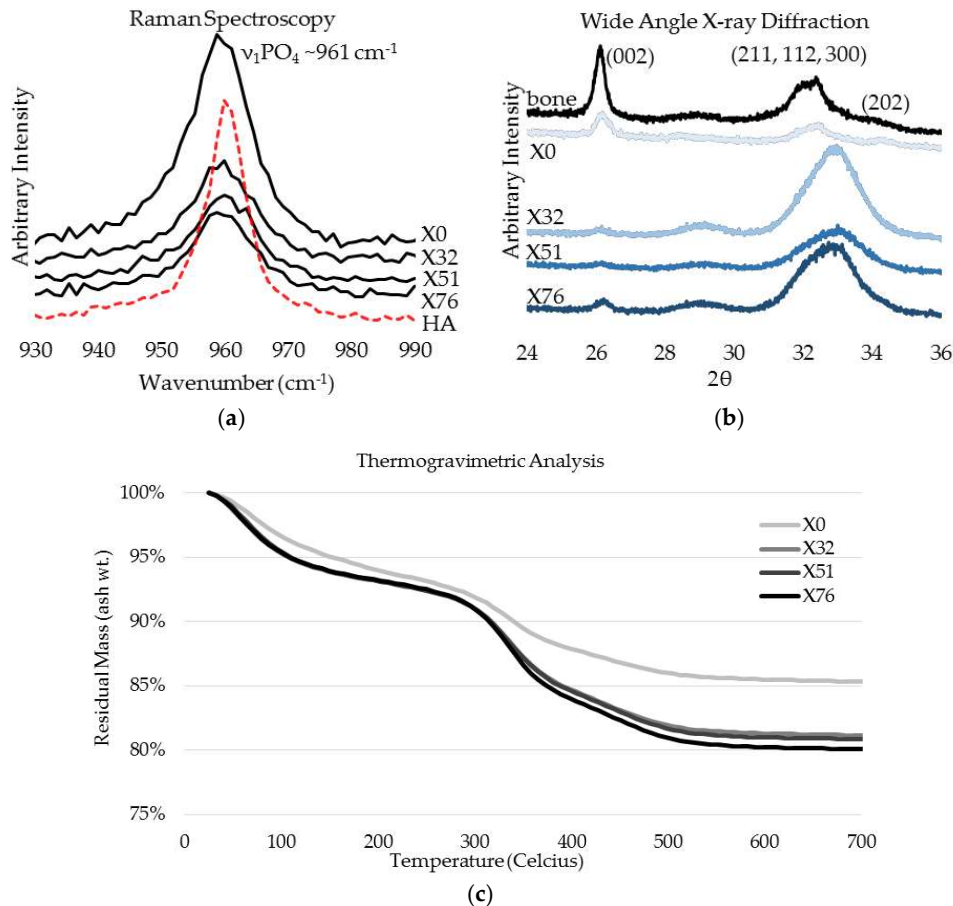 Raman Spectroscopy
ν₁PO₄ ~961 cm⁻¹
Arbitrary Intensity
X0
X32
X51
X76
HA
930 940 950 960 970 980 990
Wavenumber (cm⁻¹)
(a)
Wide Angle X-ray Diffraction
(002)
(211, 112, 300)
(202)
Arbitrary Intensity
bone
X0
X32
X51
X76
24 26 28 30 32 34 36
2θ
(b)
Thermogravimetric Analysis
Residual Mass (ash wt.)
100%
95%
90%
85%
80%
75%
X0
X32
X51
X76
0 100 200 300 400 500 600 700
Temperature (Celcius)
(c)